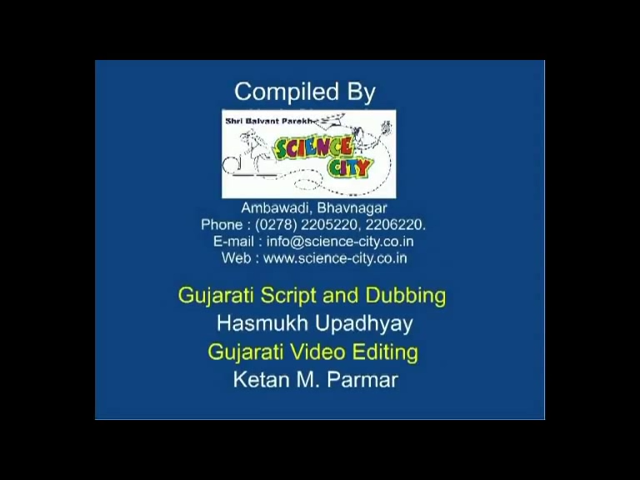 Compiled By
Shri Balvant Parekh
SCIENCE
CITY
Ambawadi, Bhavnagar
Phone : (0278) 2205220, 2206220.
E-mail : info@science-city.co.in
Web : www.science-city.co.in
Gujarati Script and Dubbing
Hasmukh Upadhyay
Gujarati Video Editing
Ketan M. Parmar